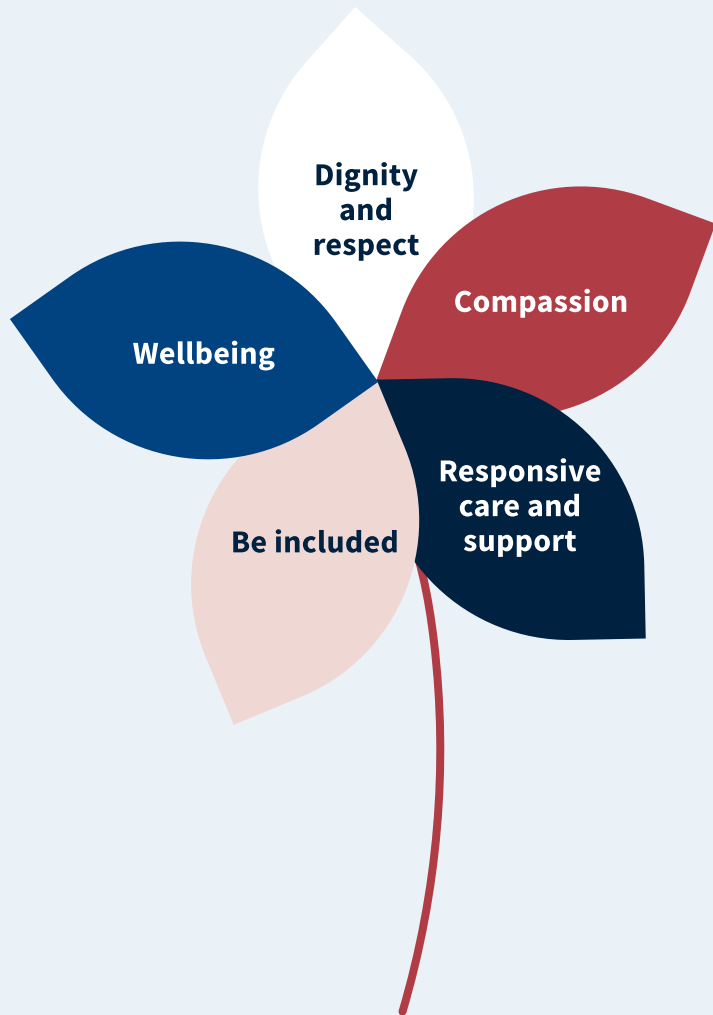 Dignity
and
respect
Compassion
Wellbeing
Responsive
care and
support
Be included